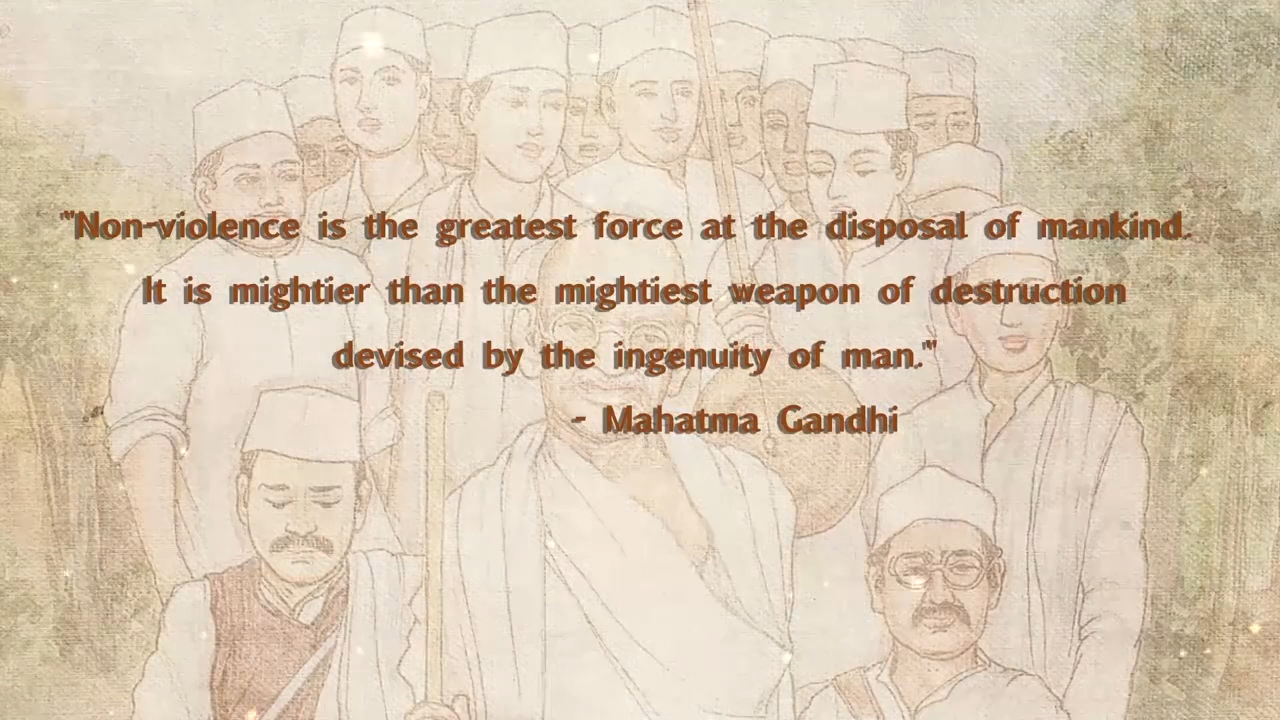 "Non-violence is the greatest force at the disposal of mankind.
It is mightier than the mightiest weapon of destruction
devised by the ingenuity of man."
- Mahatma Gandhi